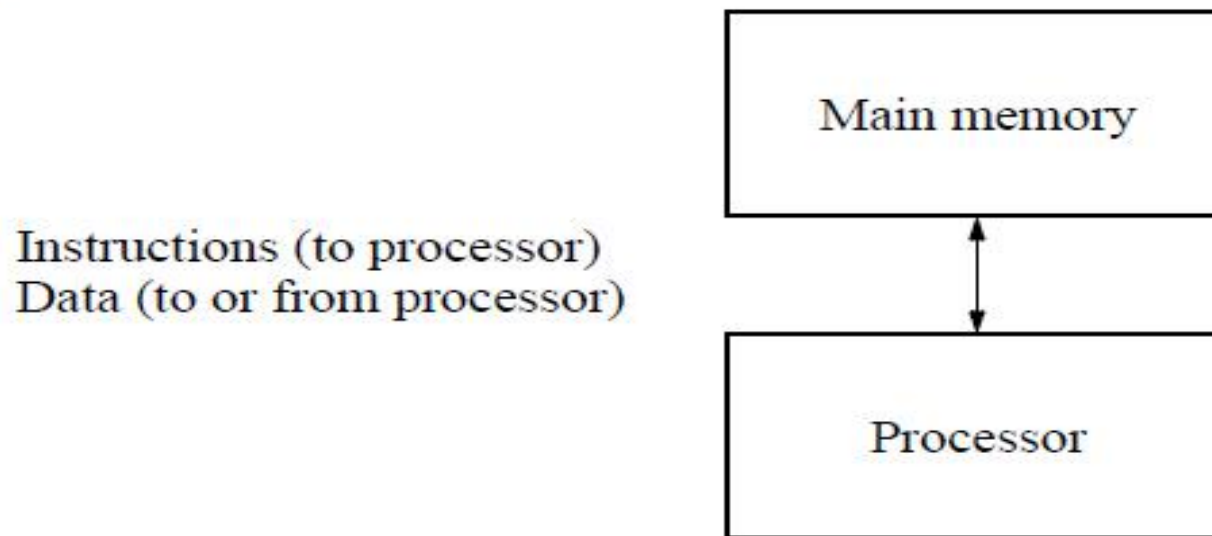 Main memory
Instructions (to processor)
Data (to or from processor)
Processor